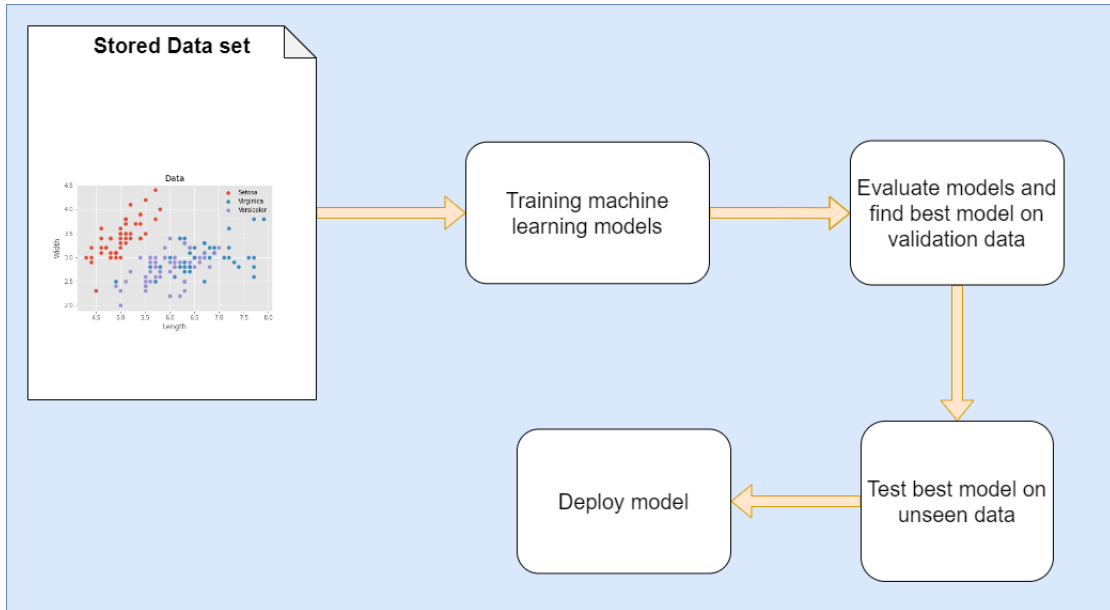 Stored Data set
Data
Setosa
Virginica
Versicolor
4.5
4.0
3.5
3.0
2.5
2.0
Width
4.5 5.0 5.5 6.0 6.5 7.0 7.5 8.0
Length
Training machine
learning models
Evaluate models and
find best model on
validation data
Test best model on
unseen data
Deploy model